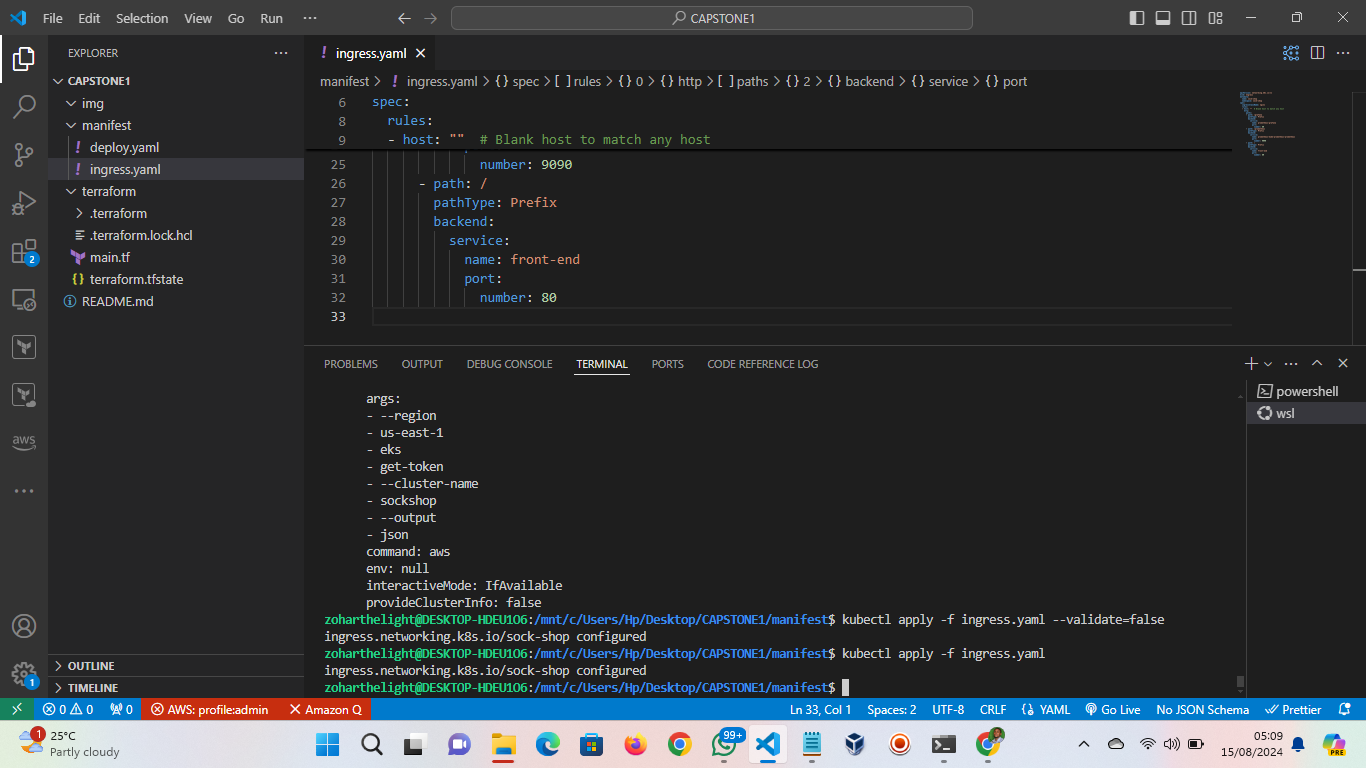 File Edit Selection View Go Run ··· CAPSTONE1
EXPLORER ···
CAPSTONE1
img
manifest
! deploy.yaml
! ingress.yaml
terraform
.terraform
.terraform.lock.hcl
main.tf
{} terraform.tfstate
README.md
OUTLINE
TIMELINE
! ingress.yaml ×
manifest > ! ingress.yaml > {} spec > [ ] rules > {} 0 > {} http > [ ] paths > {} 2 > {} backend > {} service > {} port
6 spec:
8 rules:
9 - host: "" # Blank host to match any host
25 number: 9090
26 - path: /
27 pathType: Prefix
28 backend:
29 service:
30 name: front-end
31 port:
32 number: 80
33
PROBLEMS OUTPUT DEBUG CONSOLE TERMINAL PORTS CODE REFERENCE LOG
powershell
wsl
args:
- --region
- us-east-1
- eks
- get-token
- --cluster-name
- sockshop
- --output
- json
command: aws
env: null
interactiveMode: IfAvailable
provideClusterInfo: false
zoharthelight@DESKTOP-HDEU1O6:/mnt/c/Users/Hp/Desktop/CAPSTONE1/manifest$ kubectl apply -f ingress.yaml --validate=false
ingress.networking.k8s.io/sock-shop configured
zoharthelight@DESKTOP-HDEU1O6:/mnt/c/Users/Hp/Desktop/CAPSTONE1/manifest$ kubectl apply -f ingress.yaml
ingress.networking.k8s.io/sock-shop configured
zoharthelight@DESKTOP-HDEU1O6:/mnt/c/Users/Hp/Desktop/CAPSTONE1/manifest$
aws
2
1
0 0 0 AWS: profile:admin Amazon Q Ln 33, Col 1 Spaces: 2 UTF-8 CRLF {} YAML Go Live No JSON Schema Prettier
1
25°C
Partly cloudy
99+
05:09
15/08/2024
PRE